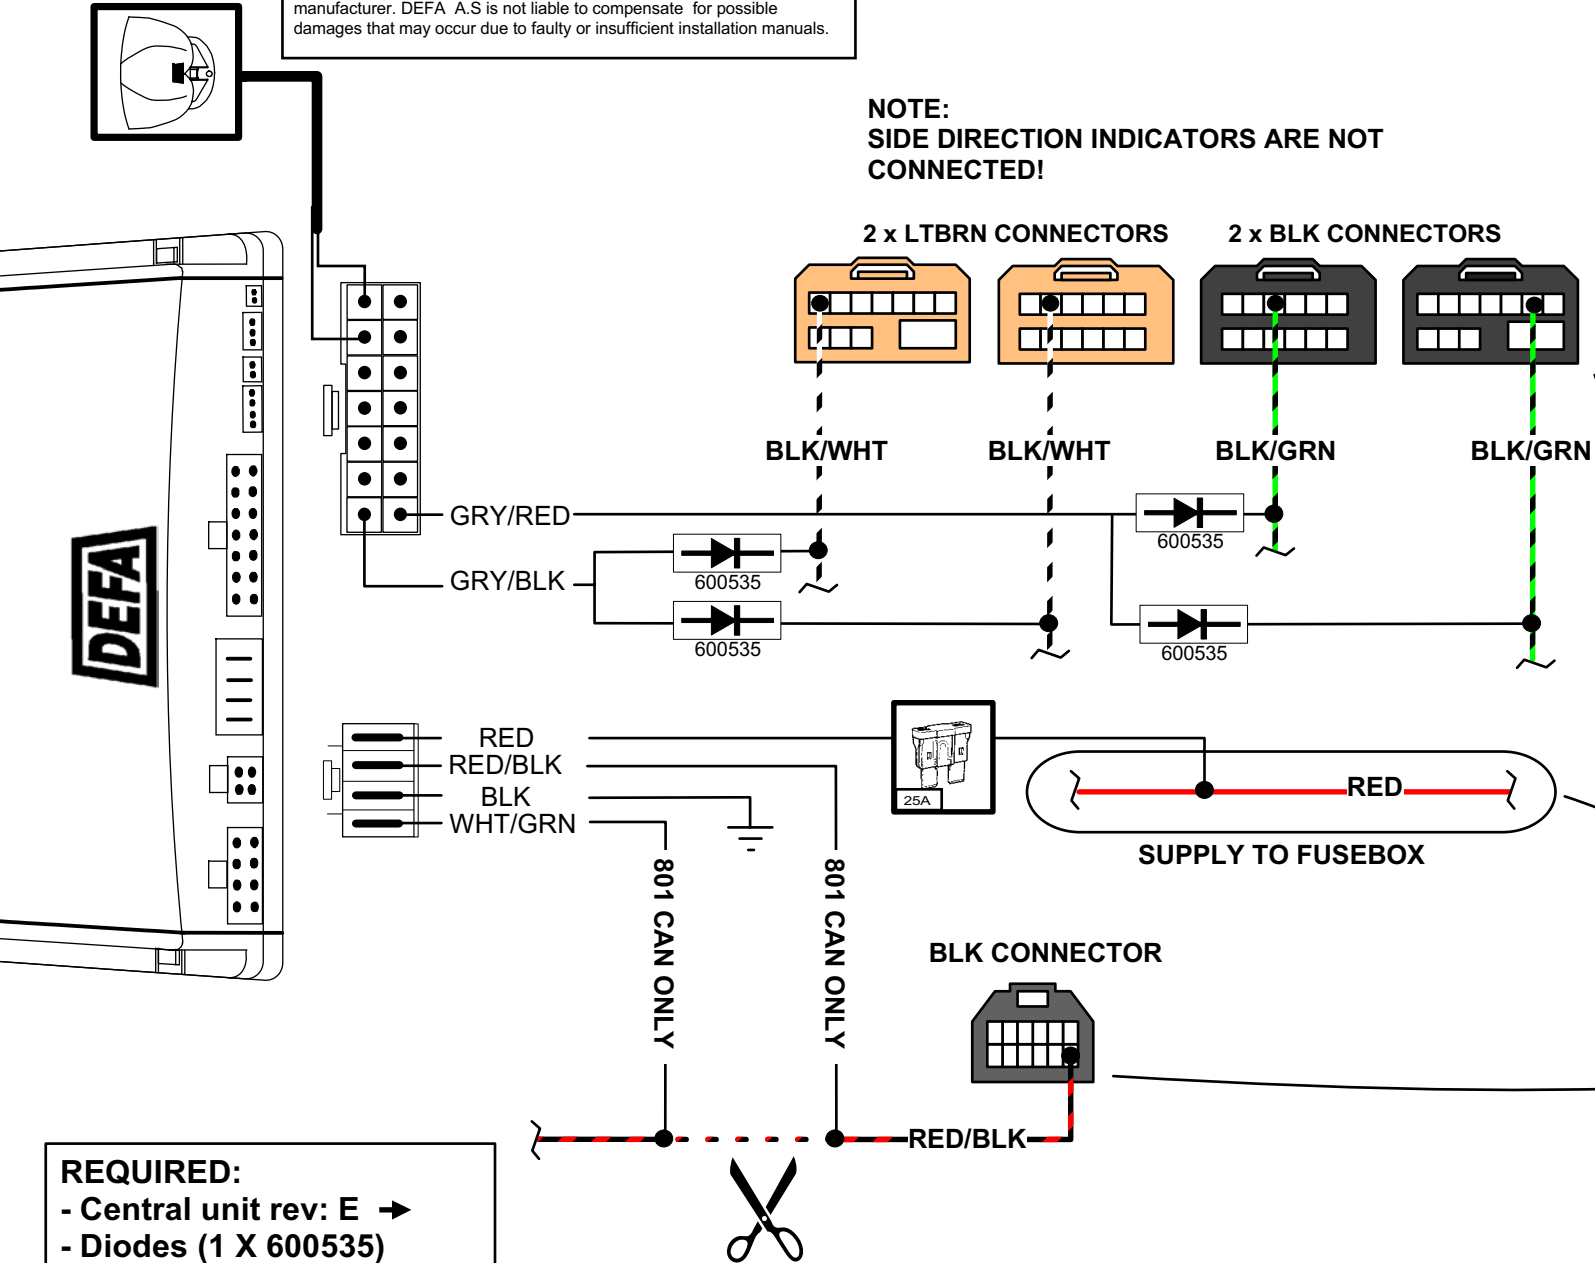 manufacturer. DEFA A.S is not liable to compensate for possible
damages that may occur due to faulty or insufficient installation manuals.
NOTE:
SIDE DIRECTION INDICATORS ARE NOT
CONNECTED!
2 x LTBRN CONNECTORS
2 x BLK CONNECTORS
BLK/WHT
BLK/WHT
BLK/GRN
BLK/GRN
GRY/RED
600535
GRY/BLK
600535
600535
600535
DEFA
RED
RED/BLK
BLK
WHT/GRN
25A
RED
SUPPLY TO FUSEBOX
801 CAN ONLY
801 CAN ONLY
BLK CONNECTOR
RED/BLK
REQUIRED:
- Central unit rev: E
- Diodes (1 X 600535)